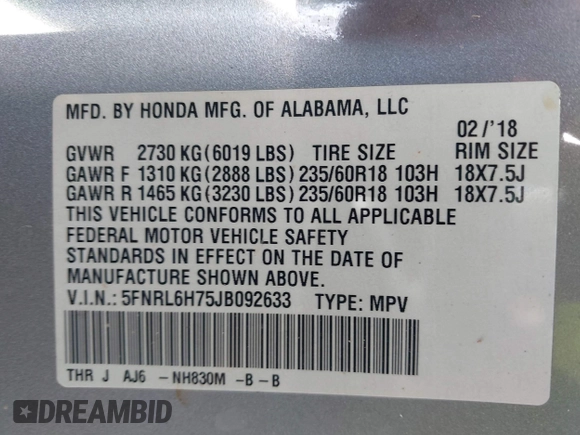 MFD. BY HONDA MFG. OF ALABAMA, LLC
02 /'18
GVWR 2730 KG (6019 LBS) TIRE SIZE RIM SIZE
GAWR F 1310 KG (2888 LBS) 235/60R18 103H 18X7.5J
GAWR R 1465 KG (3230 LBS) 235/60R18 103H 18X7.5J
THIS VEHICLE CONFORMS TO ALL APPLICABLE
FEDERAL MOTOR VEHICLE SAFETY
STANDARDS IN EFFECT ON THE DATE OF
MANUFACTURE SHOWN ABOVE.
V.I.N.: 5FNRL6H75JB092633 TYPE: MPV
THR J AJ6 - NH830M - B - B
DREAMBID